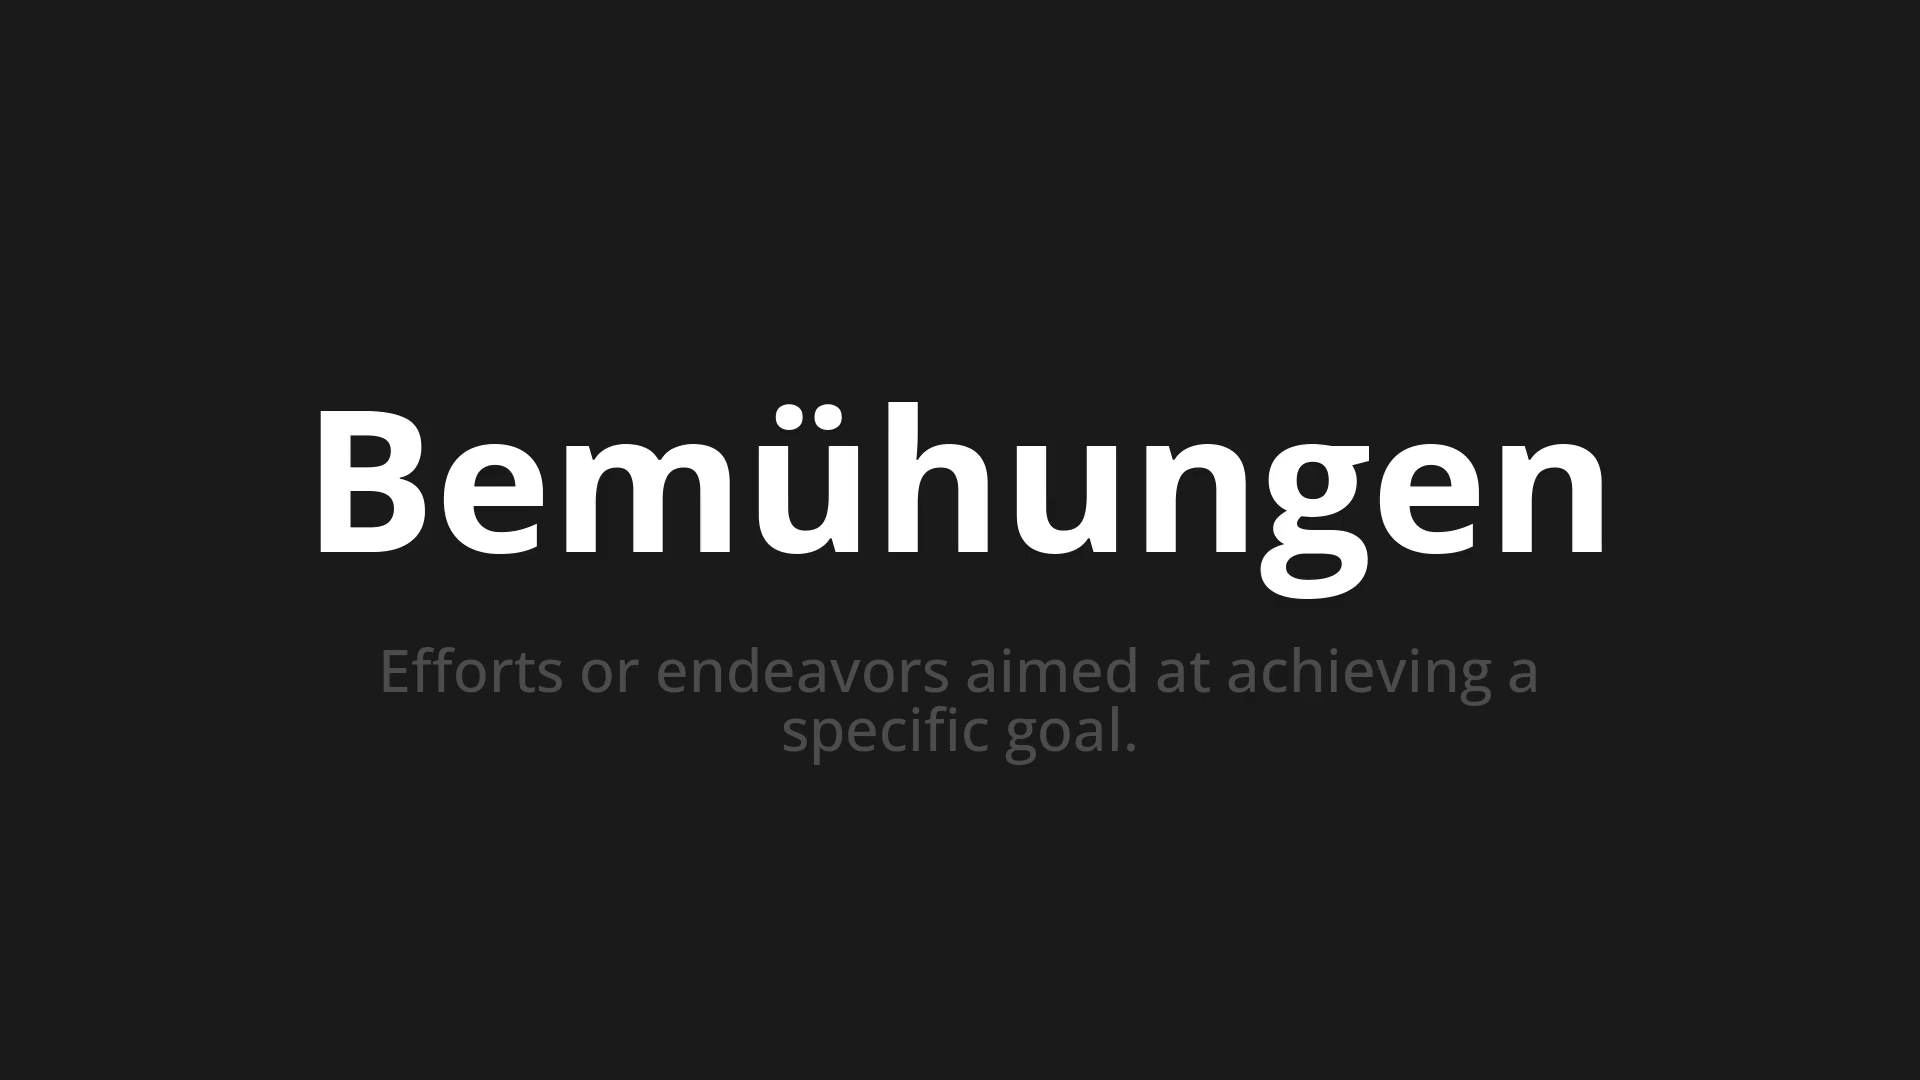 Bemühungen
Efforts or endeavors aimed at achieving a
specific goal.